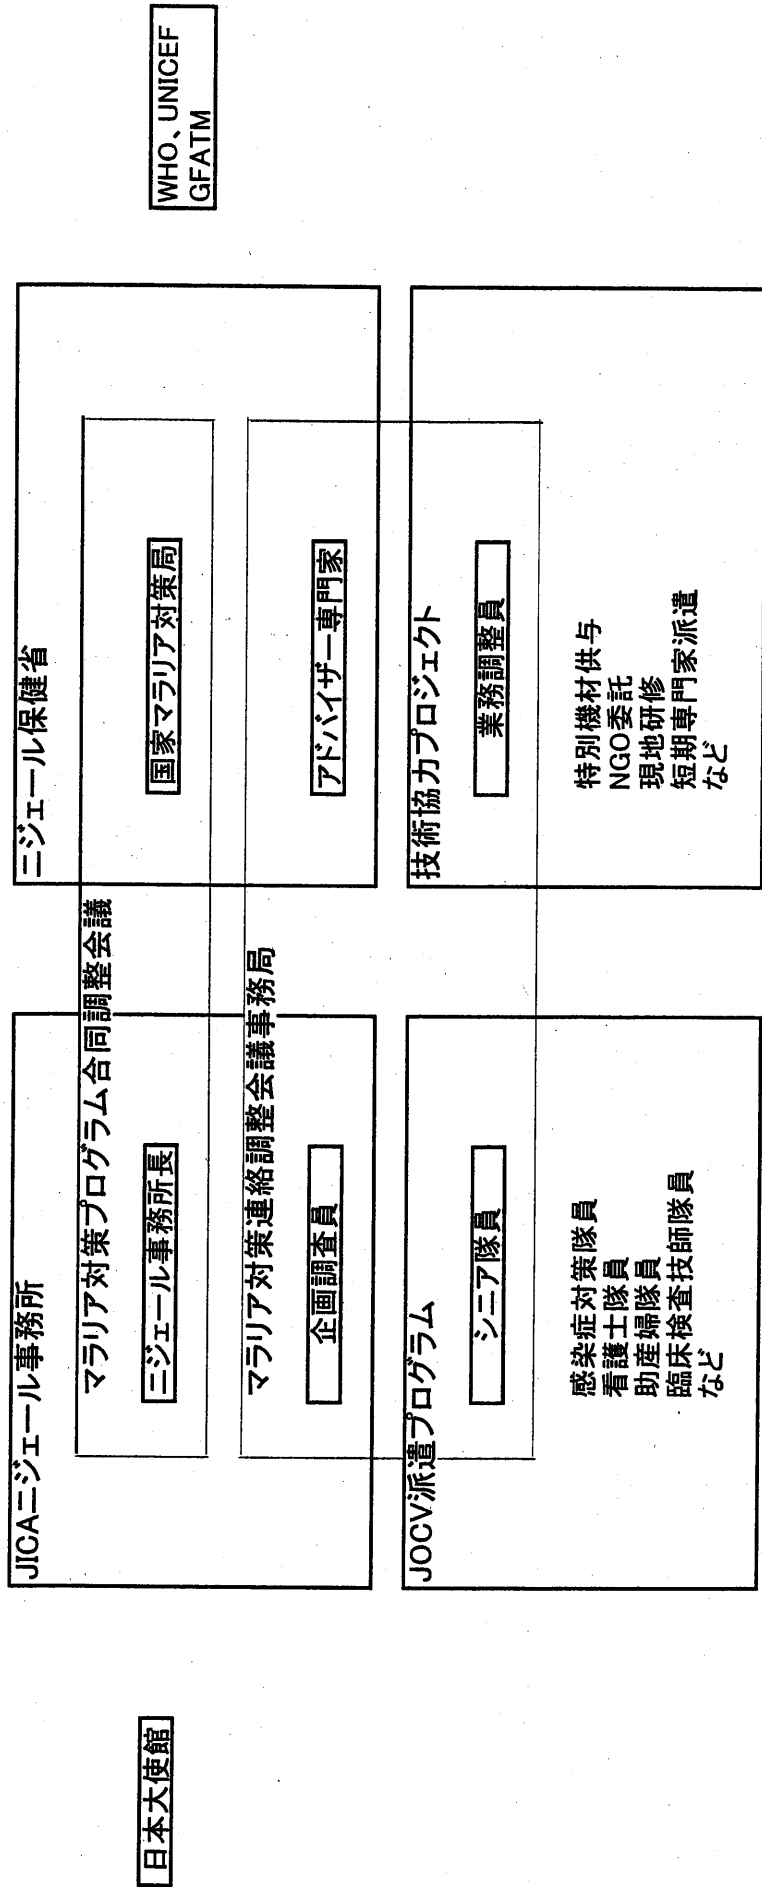 日本大使館
JICAニジェール事務所
マラリア対策プログラム合同調整会議
ニジェール事務所長
マラリア対策連絡調整会議事務局
企画調査員
JOCV派遣プログラム
シニア隊員
感染症対策隊員
看護士隊員
助産婦隊員
臨床検査技師隊員
など
ニジェール保健省
国家マラリア対策局
アドバイザー専門家
技術協力プロジェクト
業務調整員
特別機材供与
NGO委託
現地研修
短期専門家派遣
など
WHO、UNICEF
GFATM